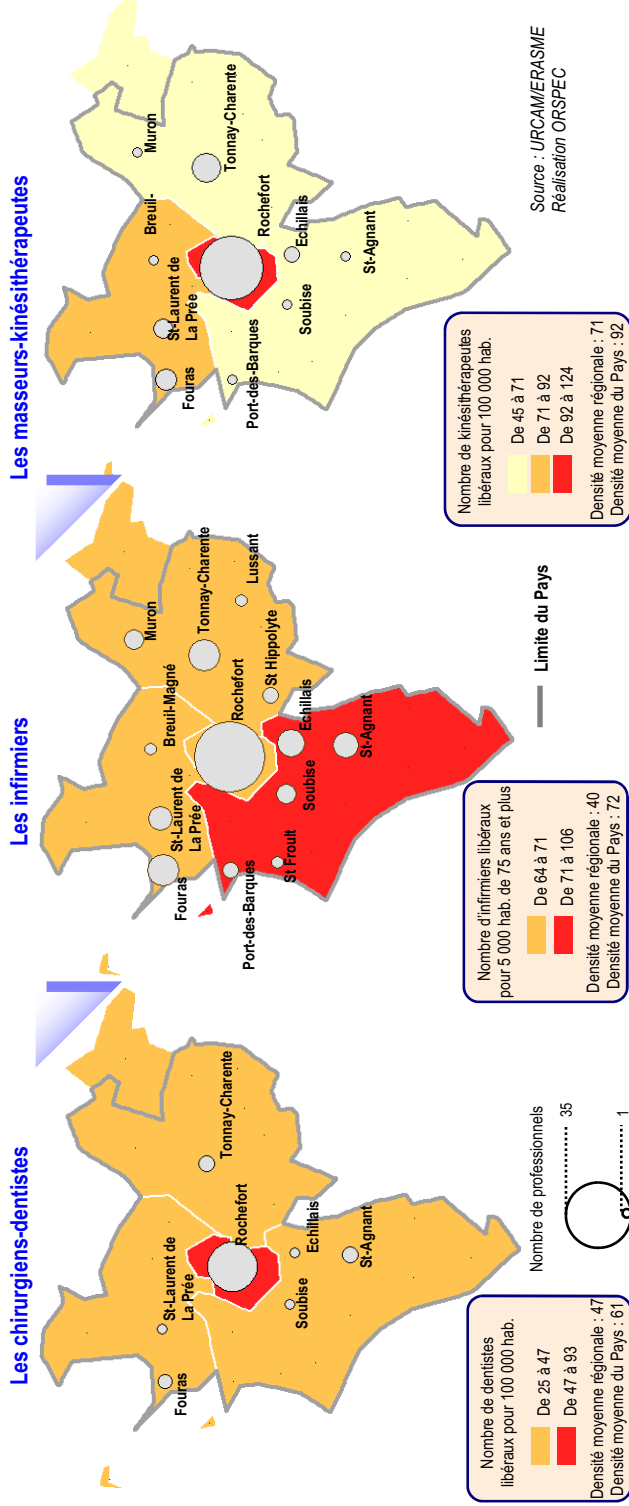 Les chirurgiens-dentistes
Fouras
St-Laurent de
La Prée
Tonnay-Charente
Rochefort
Soubise
Echillais
St-Agnant
Nombre de dentistes
libéraux pour 100 000 hab.
De 25 à 47
De 47 à 93
Densité moyenne régionale : 47
Densité moyenne du Pays : 61
Nombre de professionnels
35
1
Les infirmiers
Fouras
St-Laurent de
La Prée
Breuil-Magné
Muron
Tonnay-Charente
Lussant
St Hippolyte
Rochefort
Port-des-Barques
St Froult
Soubise
Echillais
St-Agnant
Nombre d'infirmiers libéraux
pour 5 000 hab. de 75 ans et plus
De 64 à 71
De 71 à 106
Densité moyenne régionale : 40
Densité moyenne du Pays : 72
Limite du Pays
Les masseurs-kinésithérapeutes
Fouras
St-Laurent de
La Prée
Breuil-
Muron
Tonnay-Charente
Rochefort
Port-des-Barques
Soubise
Echillais
St-Agnant
Nombre de kinésithérapeutes
libéraux pour 100 000 hab.
De 45 à 71
De 71 à 92
De 92 à 124
Densité moyenne régionale : 71
Densité moyenne du Pays : 92
Source : URCAM/ERASME
Réalisation ORSPEC